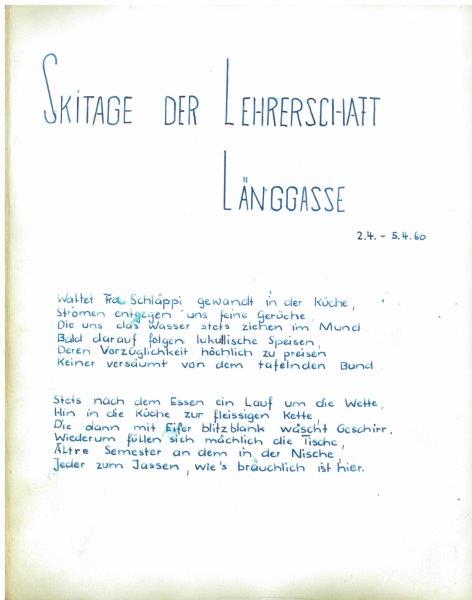 SKITAGE DER LEHRERSCHAFT
LÄNGGASSE
2.4. - 5.4.60
Waltet Fra Schläppi gewandt in der Küche,
Strömen entgegen uns feine Gerüche
Die uns das Wasser stets ziehen im Mund
Bald darauf folgen lukullische Speisen,
Deren Vorzüglichkeit höchlich zu preisen
Keiner versäumt von dem tafelnden Bund.
Stets nach dem Essen ein Lauf um die Wette,
Hin in die Küche zur fleissigen Kette,
Die dann mit Eifer blitzblank wäscht Geschirr.
Wiederum füllen sich mächlich die Tische,
Ältre Semester an dem in der Nische,
Jeder zum Jassen, wie's bräuchlich ist hier.